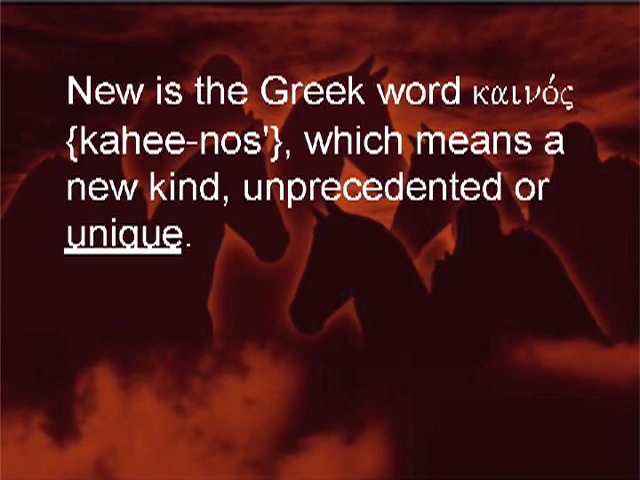 New is the Greek word καινός
{kahee-nos'}, which means a
new kind, unprecedented or
unique.